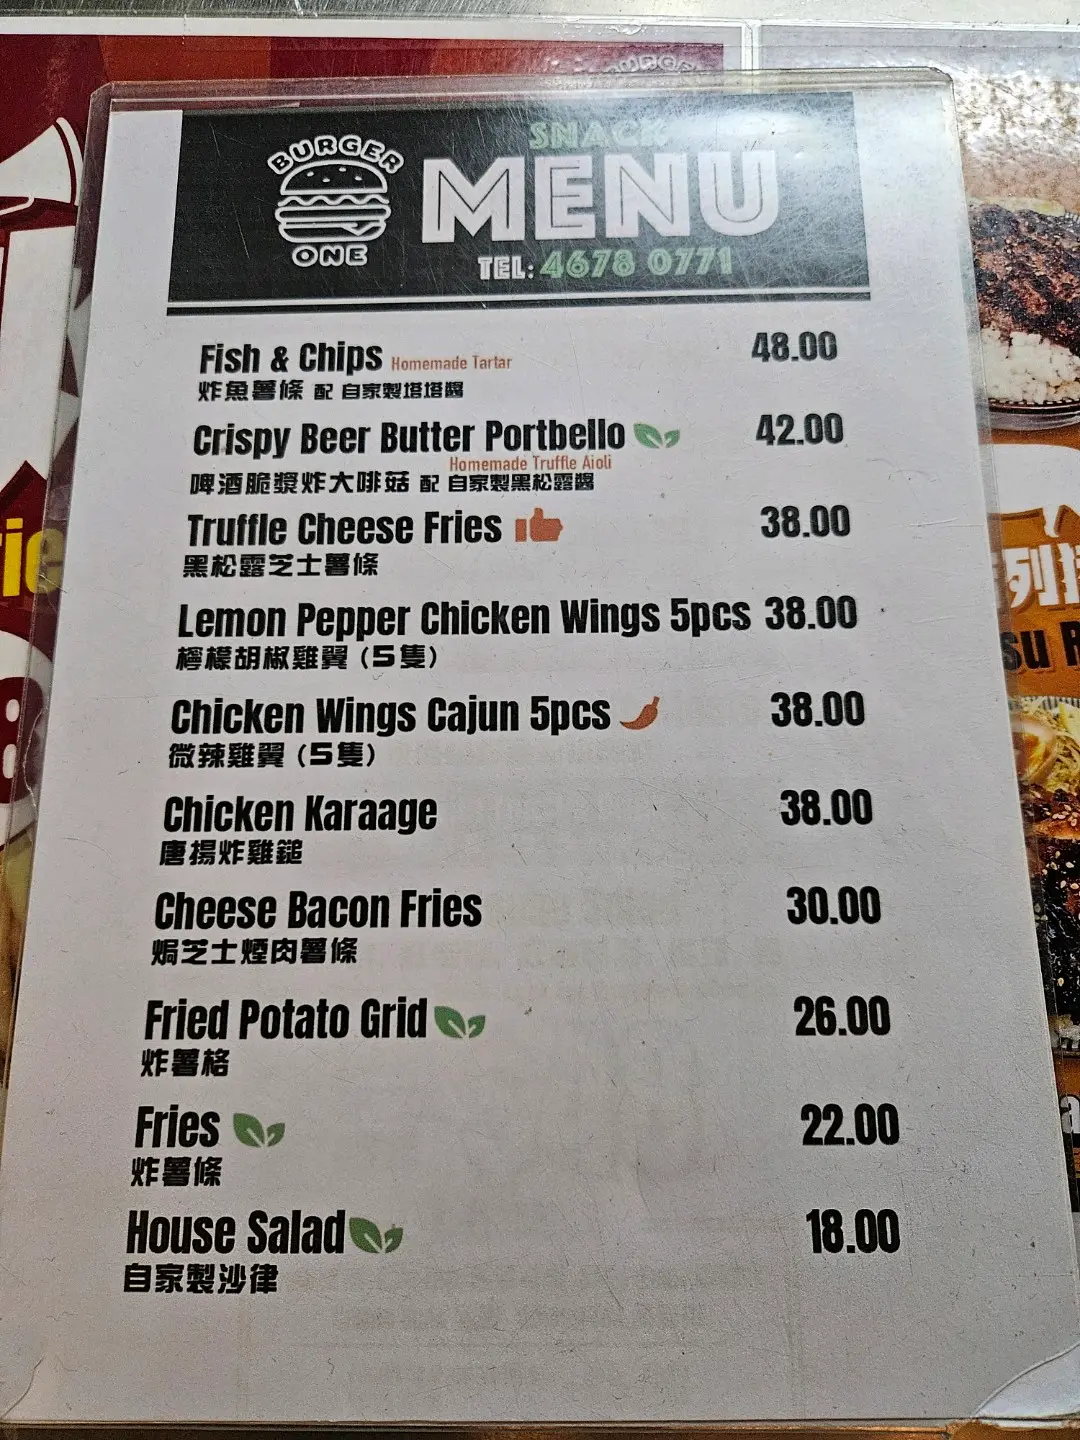 BURGER
ONE
SNACK
MENU
TEL: 4678 0771
Fish & Chips Homemade Tartar 48.00
炸魚薯條 配 自家製塔塔醬
Crispy Beer Butter Portbello 42.00
Homemade Truffle Aioli
啤酒脆漿炸大啡菇 配 自家製黑松露醬
Truffle Cheese Fries 38.00
黑松露芝士薯條
Lemon Pepper Chicken Wings 5pcs 38.00
檸檬胡椒雞翼 (5隻)
Chicken Wings Cajun 5pcs 38.00
微辣雞翼 (5隻)
Chicken Karaage 38.00
唐揚炸雞鎚
Cheese Bacon Fries 30.00
焗芝士煙肉薯條
Fried Potato Grid 26.00
炸薯格
Fries 22.00
炸薯條
House Salad 18.00
自家製沙律